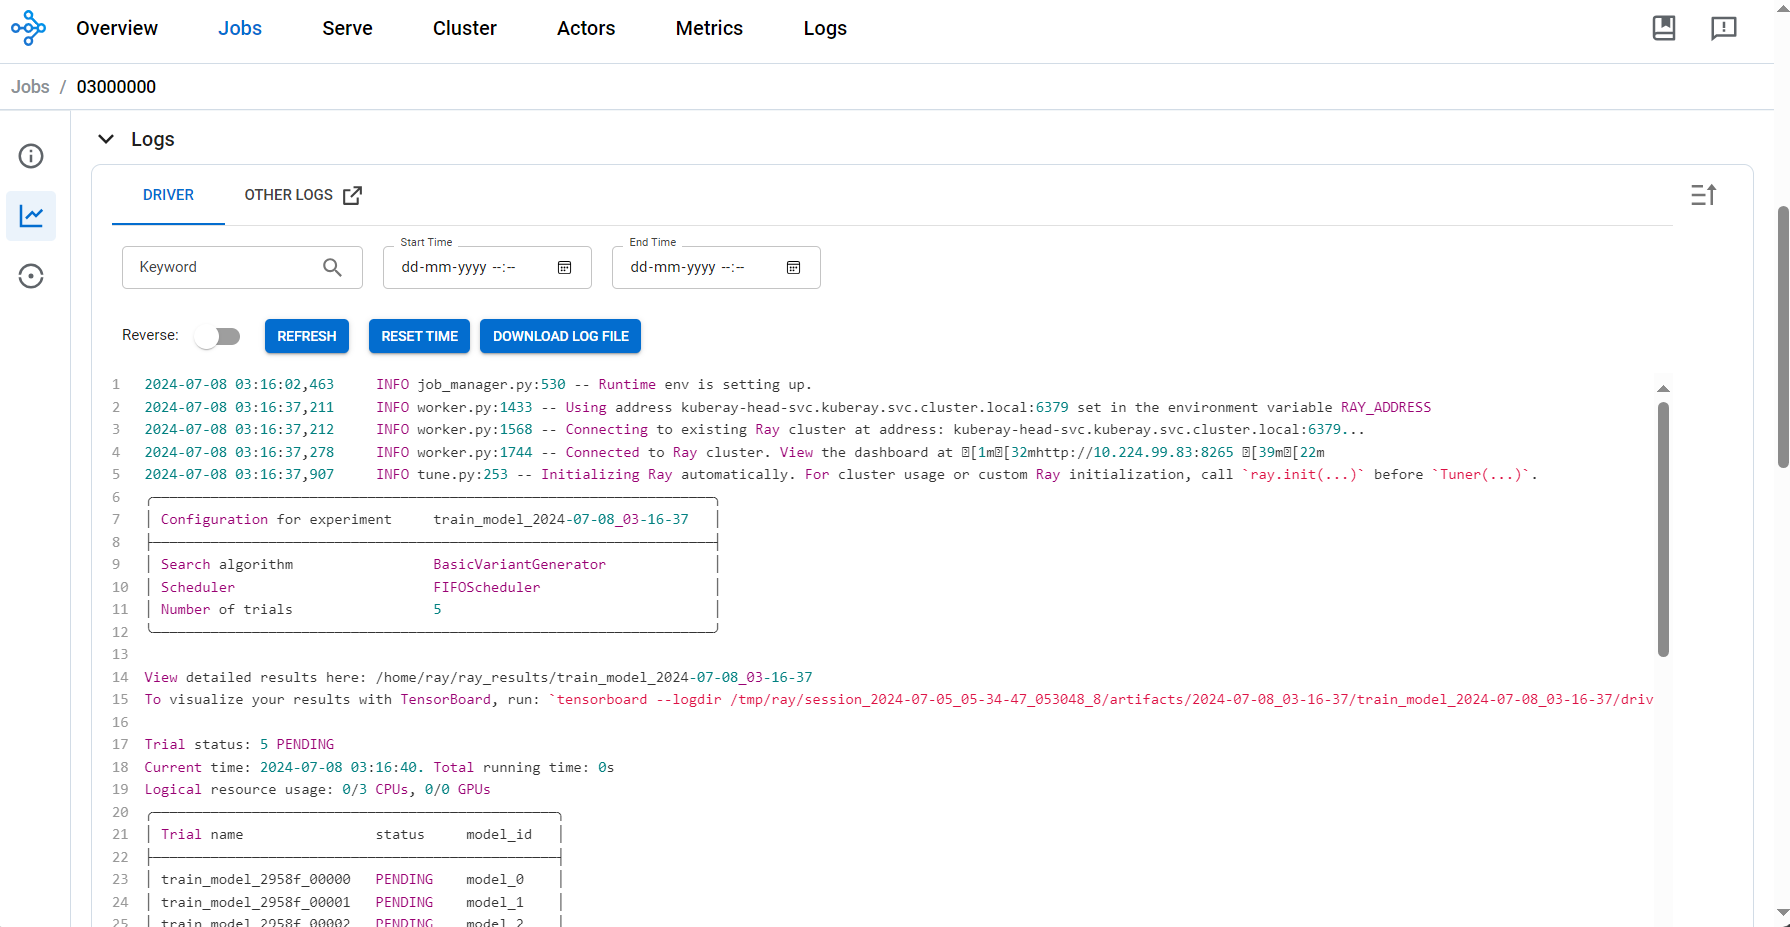 Overview Jobs Serve Cluster Actors Metrics Logs
Jobs / 03000000
Logs
DRIVER OTHER LOGS
Start Time End Time
Keyword dd-mm-yyyy --:-- dd-mm-yyyy --:--
Reverse: REFRESH RESET TIME DOWNLOAD LOG FILE
1 2024-07-08 03:16:02,463 INFO job_manager.py:530 -- Runtime env is setting up.
2 2024-07-08 03:16:37,211 INFO worker.py:1433 -- Using address kuberay-head-svc.kuberay.svc.cluster.local:6379 set in the environment variable RAY_ADDRESS
3 2024-07-08 03:16:37,212 INFO worker.py:1568 -- Connecting to existing Ray cluster at address: kuberay-head-svc.kuberay.svc.cluster.local:6379...
4 2024-07-08 03:16:37,278 INFO worker.py:1744 -- Connected to Ray cluster. View the dashboard at [1m[32mhttp://10.224.99.83:8265 [39m[22m
5 2024-07-08 03:16:37,907 INFO tune.py:253 -- Initializing Ray automatically. For cluster usage or custom Ray initialization, call `ray.init(...)` before `Tuner(...)`.
6
7 Configuration for experiment train_model_2024-07-08_03-16-37
8
9 Search algorithm BasicVariantGenerator
10 Scheduler FIFOScheduler
11 Number of trials 5
12
13
14 View detailed results here: /home/ray/ray_results/train_model_2024-07-08_03-16-37
15 To visualize your results with TensorBoard, run: `tensorboard --logdir /tmp/ray/session_2024-07-05_05-34-47_053048_8/artifacts/2024-07-08_03-16-37/train_model_2024-07-08_03-16-37/driv
16
17 Trial status: 5 PENDING
18 Current time: 2024-07-08 03:16:40. Total running time: 0s
19 Logical resource usage: 0/3 CPUs, 0/0 GPUs
20
21 Trial name status model_id
22
23 train_model_2958f_00000 PENDING model_0
24 train_model_2958f_00001 PENDING model_1
25 train_model_2958f_00002 PENDING model_2